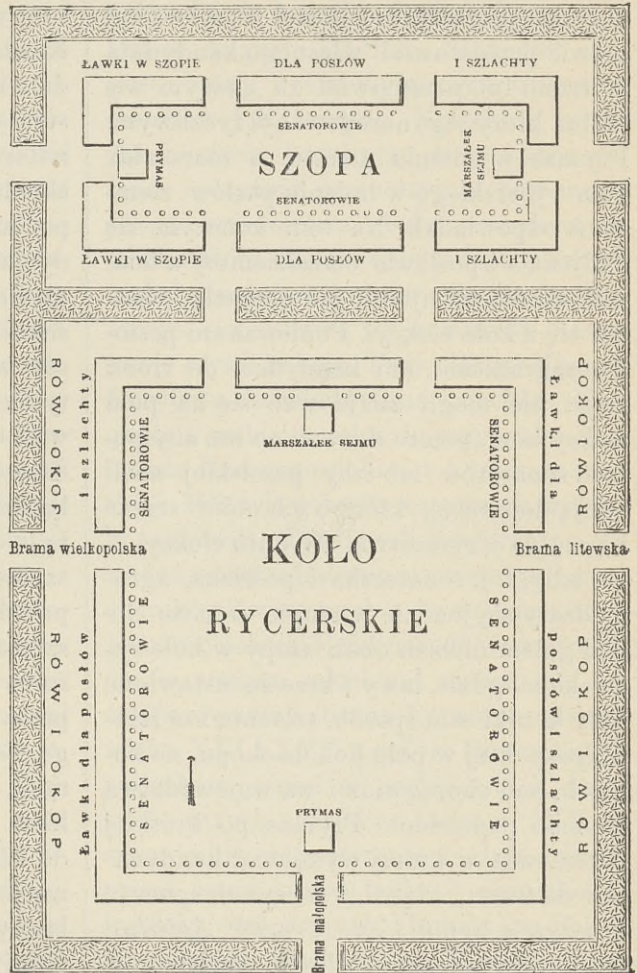 ŁAWKI W SZOPIE DLA POSŁÓW I SZLACHTY
SENATOROWIE
PRYMAS
SZOPA
MARSZAŁEK SEJMU
SENATOROWIE
ŁAWKI W SZOPIE DLA POSŁÓW I SZLACHTY
RÓW I OKOP
i szlachty
SENATOROWIE
MARSZAŁEK SEJMU
SENATOROWIE
Ławki dla
RÓW I OKOP
Brama wielkopolska
KOŁO
Brama litewska
RYCERSKIE
RÓW I OKOP
Ławki dla posłów
SENATOROWIE
SENATOROWIE
posłów i szlachty
RÓW I OKOP
PRYMAS
Brama małopolska